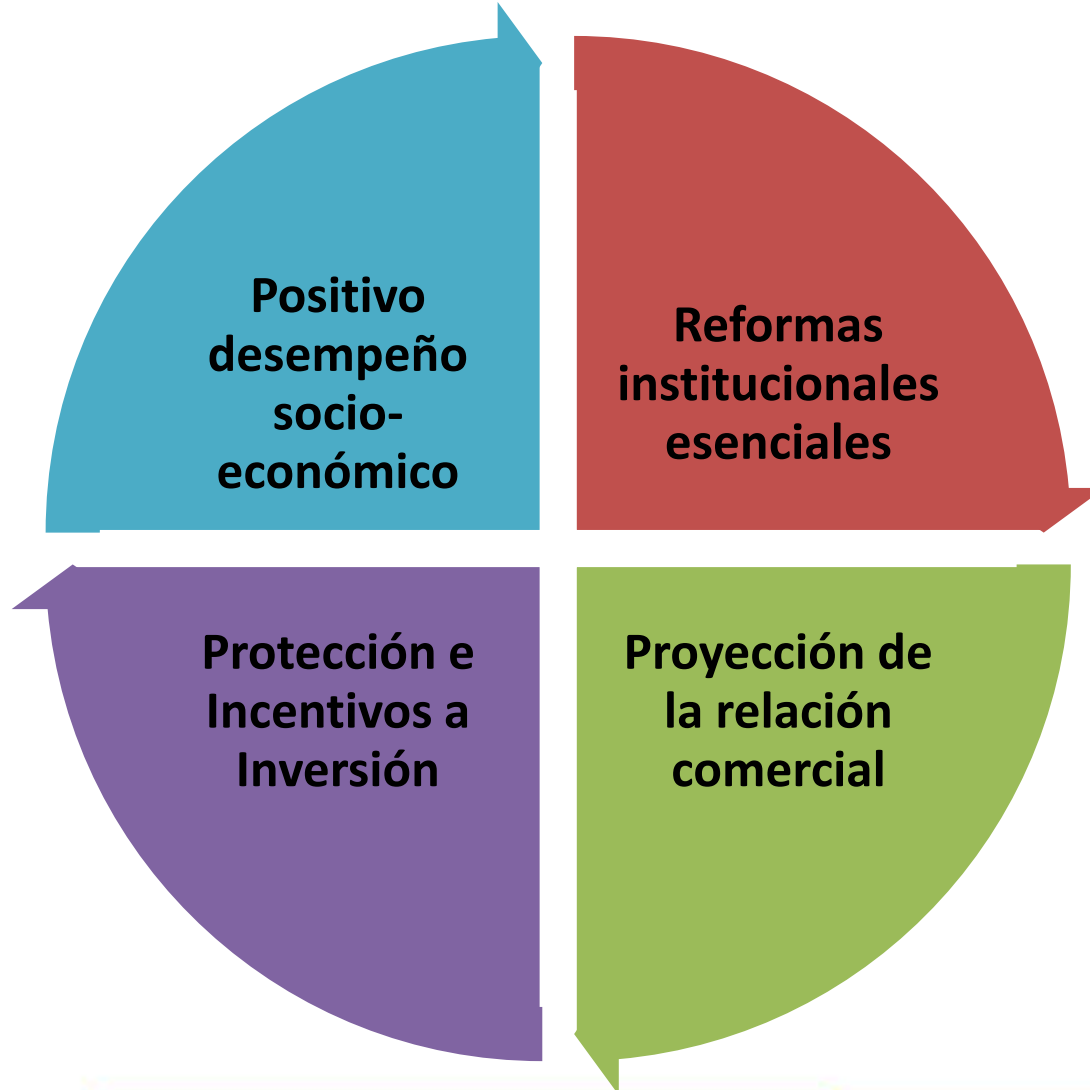 Positivo
desempeño
socio-
económico
Reformas
institucionales
esenciales
Protección e
Incentivos a
Inversión
Proyección de
la relación
comercial